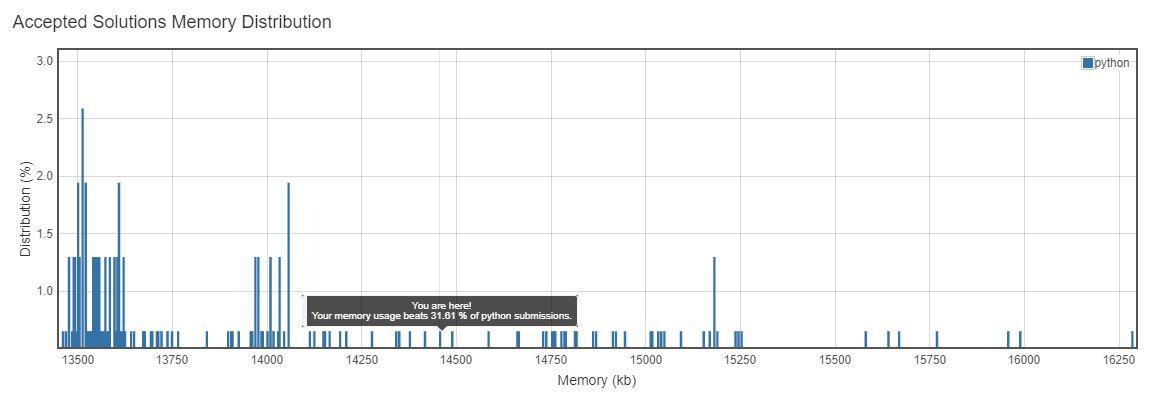 Accepted Solutions Memory Distribution
python
3.0
2.5
2.0
1.5
1.0
Distribution (%)
You are here!
Your memory usage beats 31.61 % of python submissions.
13500 13750 14000 14250 14500 14750 15000 15250 15500 15750 16000 16250
Memory (kb)